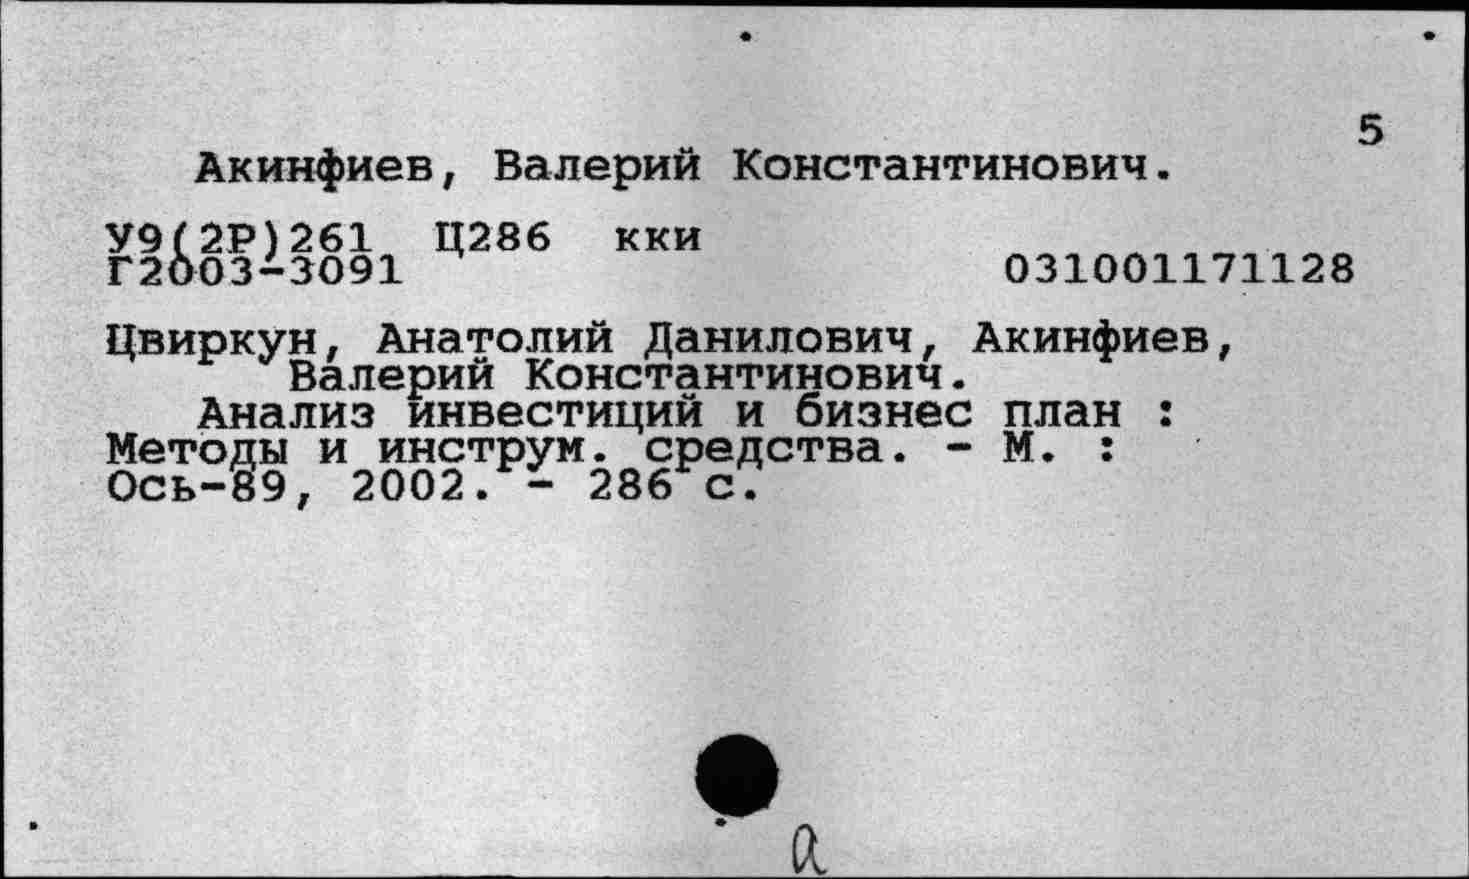 5
Акинфиев, Валерий Константинович.
У9(2Р)261 Ц286 кки
Г2003-3091 031001171128
Цвиркун, Анатолий Данилович, Акинфиев,
Валерий Константинович.
Анализ инвестиций и бизнес план :
Методы и инструм. средства. - М. :
Ось-89, 2002. - 286 с.
а